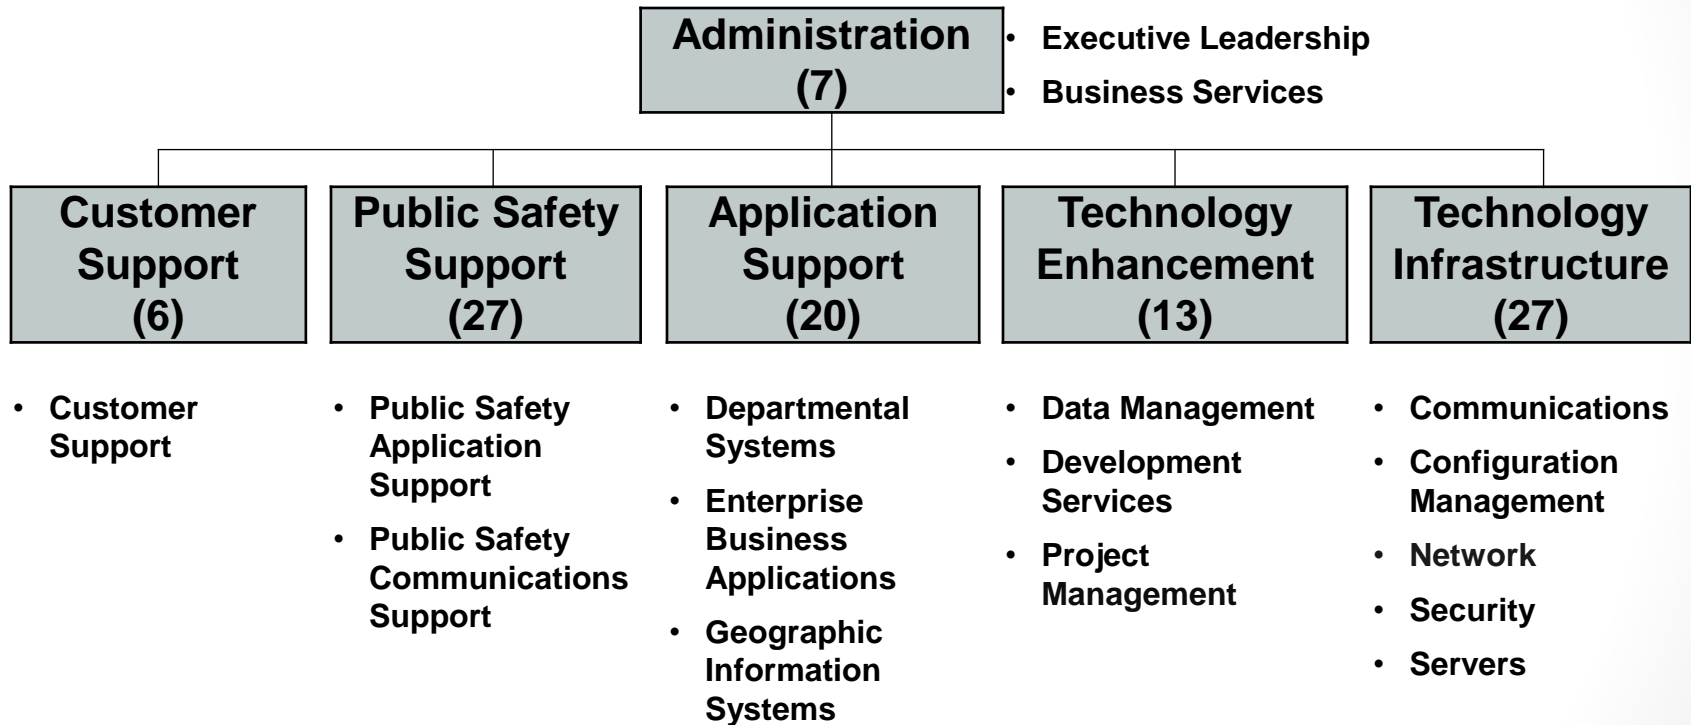 Administration
(7)
• Executive Leadership
• Business Services
Customer
Support
(6)
Public Safety
Support
(27)
Application
Support
(20)
Technology
Enhancement
(13)
Technology
Infrastructure
(27)
• Customer
Support
• Public Safety
Application
Support
• Public Safety
Communications
Support
• Departmental
Systems
• Enterprise
Business
Applications
• Geographic
Information
Systems
• Data Management
• Development
Services
• Project
Management
• Communications
• Configuration
Management
• Network
• Security
• Servers